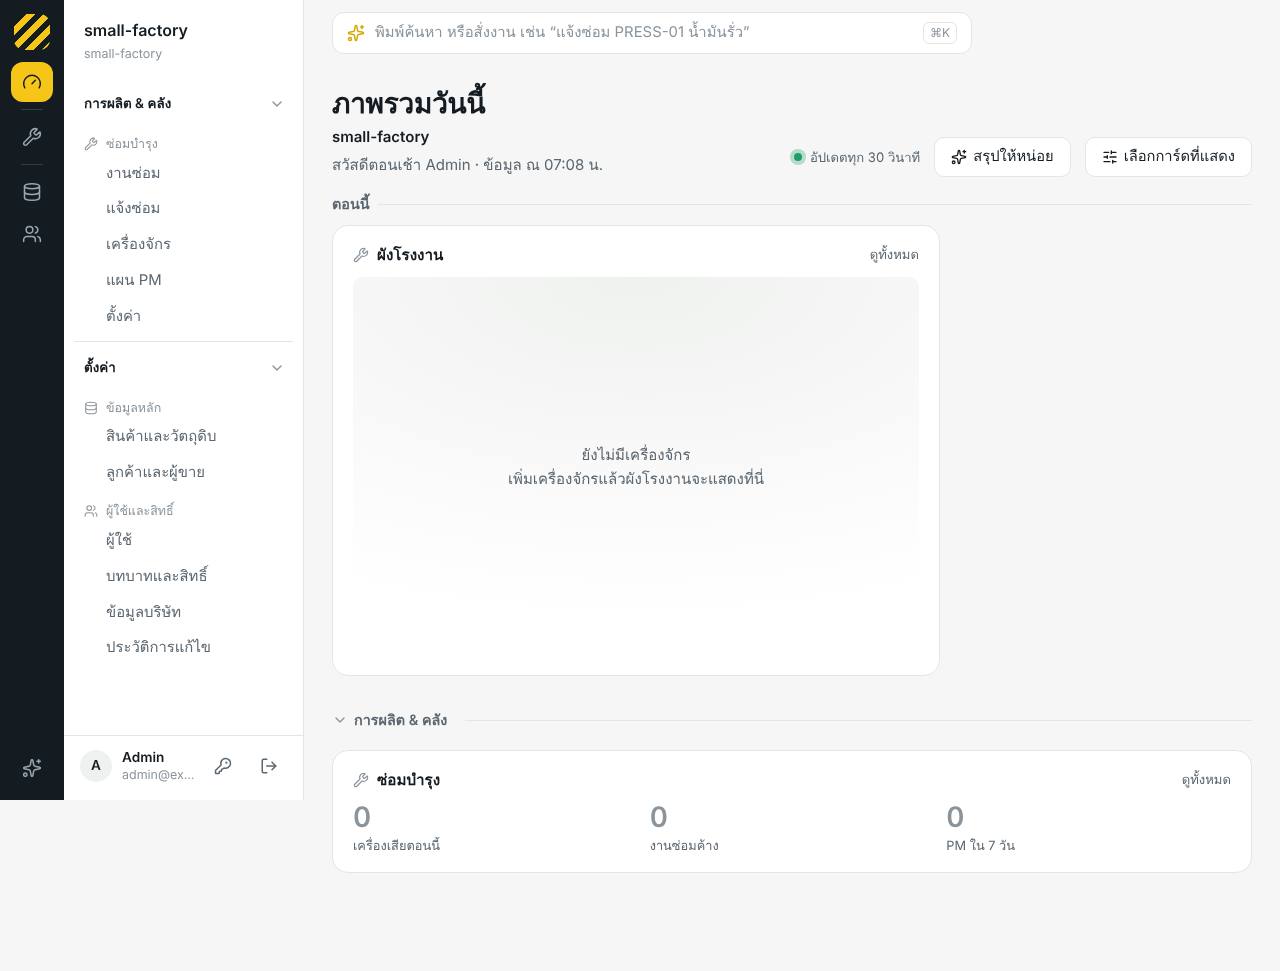 small-factory
small-factory
การผลิต & คลัง
ซ่อมบำรุง
งานซ่อม
แจ้งซ่อม
เครื่องจักร
แผน PM
ตั้งค่า
ตั้งค่า
ข้อมูลหลัก
สินค้าและวัตถุดิบ
ลูกค้าและผู้ขาย
ผู้ใช้และสิทธิ์
ผู้ใช้
บทบาทและสิทธิ์
ข้อมูลบริษัท
ประวัติการแก้ไข
A
Admin
admin@ex...
พิมพ์ค้นหา หรือสั่งงาน เช่น “แจ้งซ่อม PRESS-01 น้ำมันรั่ว”
⌘K
ภาพรวมวันนี้
small-factory
สวัสดีตอนเช้า Admin · ข้อมูล ณ 07:08 น.
อัปเดตทุก 30 วินาที
สรุปให้หน่อย
เลือกการ์ดที่แสดง
ตอนนี้
ผังโรงงาน
ดูทั้งหมด
ยังไม่มีเครื่องจักร
เพิ่มเครื่องจักรแล้วผังโรงงานจะแสดงที่นี่
การผลิต & คลัง
ซ่อมบำรุง
ดูทั้งหมด
0
เครื่องเสียตอนนี้
0
งานซ่อมค้าง
0
PM ใน 7 วัน